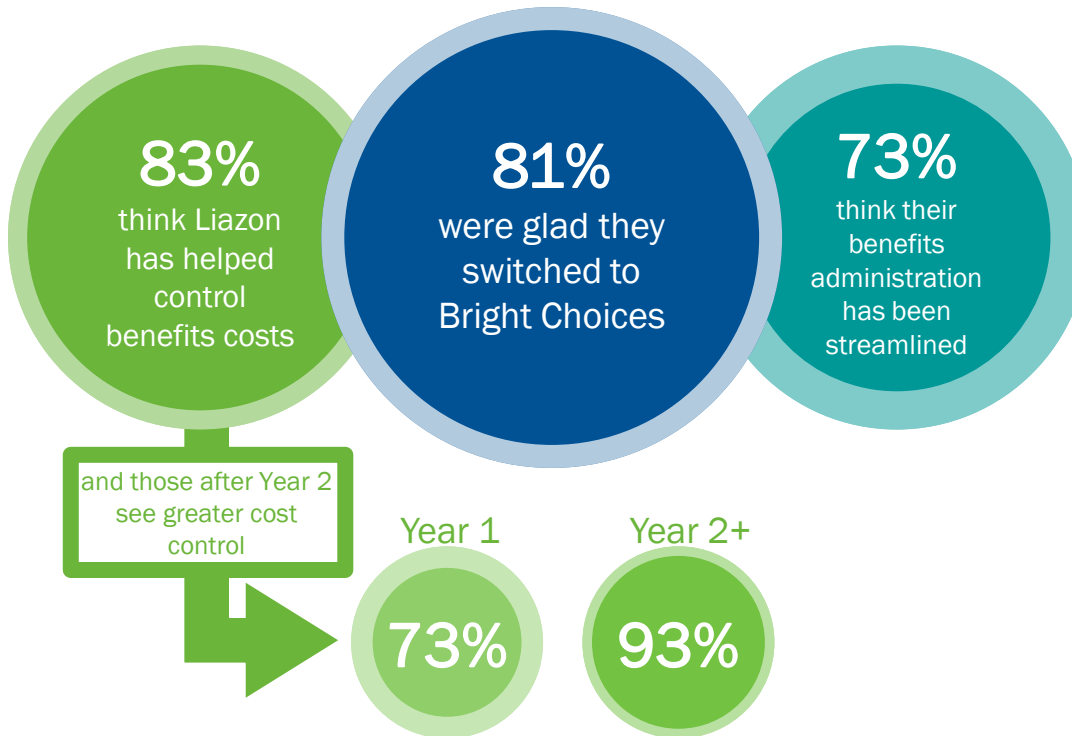 83%
think Liazon
has helped
control
benefits costs
81%
were glad they
switched to
Bright Choices
73%
think their
benefits
administration
has been
streamlined
and those after Year 2
see greater cost
control
Year 1
73%
Year 2+
93%